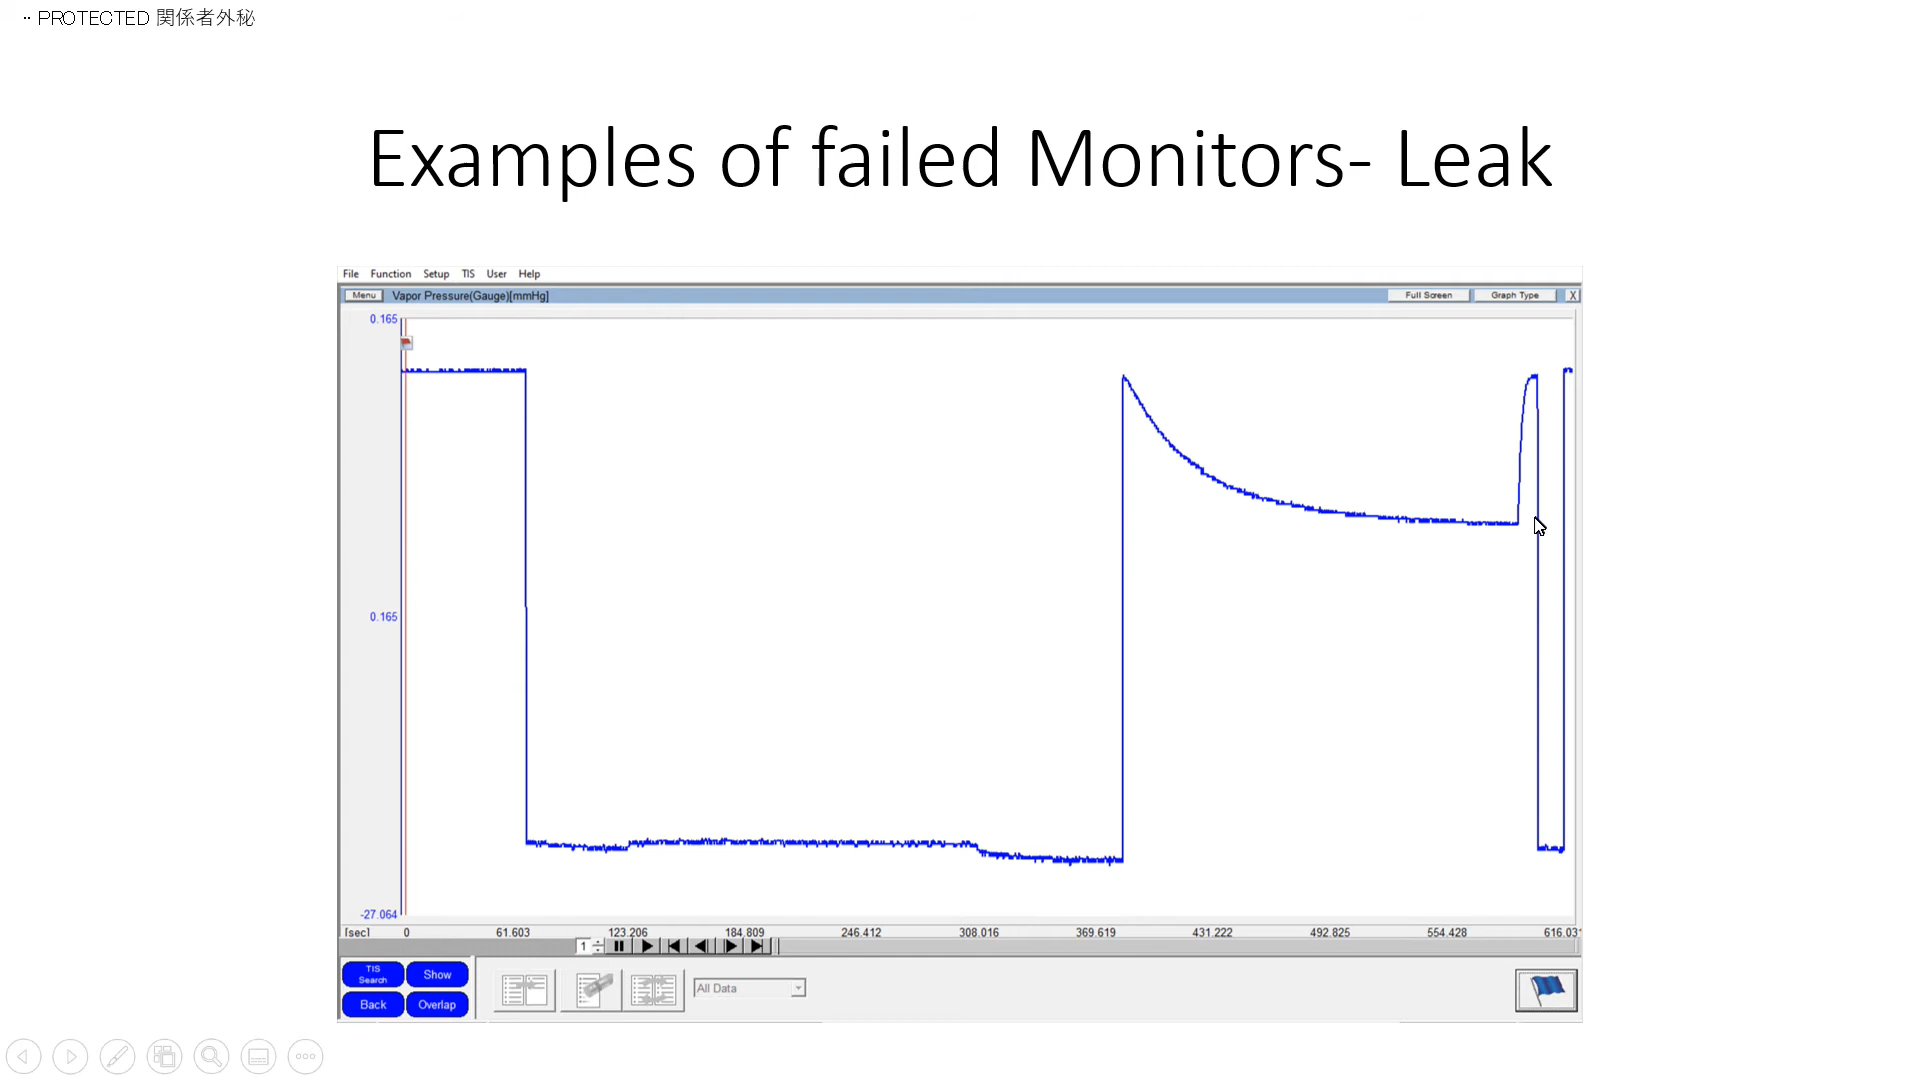 ·· PROTECTED 関係者外秘
Examples of failed Monitors- Leak
File Function Setup TIS User Help
Menu Vapor Pressure(Gauge)[mmHg] Full Screen Graph Type X
0.165
0.165
-27.064
[sec] 0 61.603 123.206 184.809 246.412 308.016 369.619 431.222 492.825 554.428 616.031
1
TIS Search Show
All Data
Back Overlap